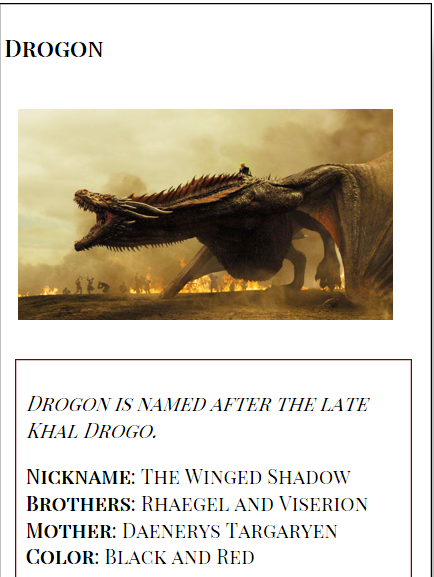 Drogon
Drogon is named after the late
Khal Drogo.
Nickname: The Winged Shadow
Brothers: Rhaegel and Viserion
Mother: Daenerys Targaryen
Color: Black and Red